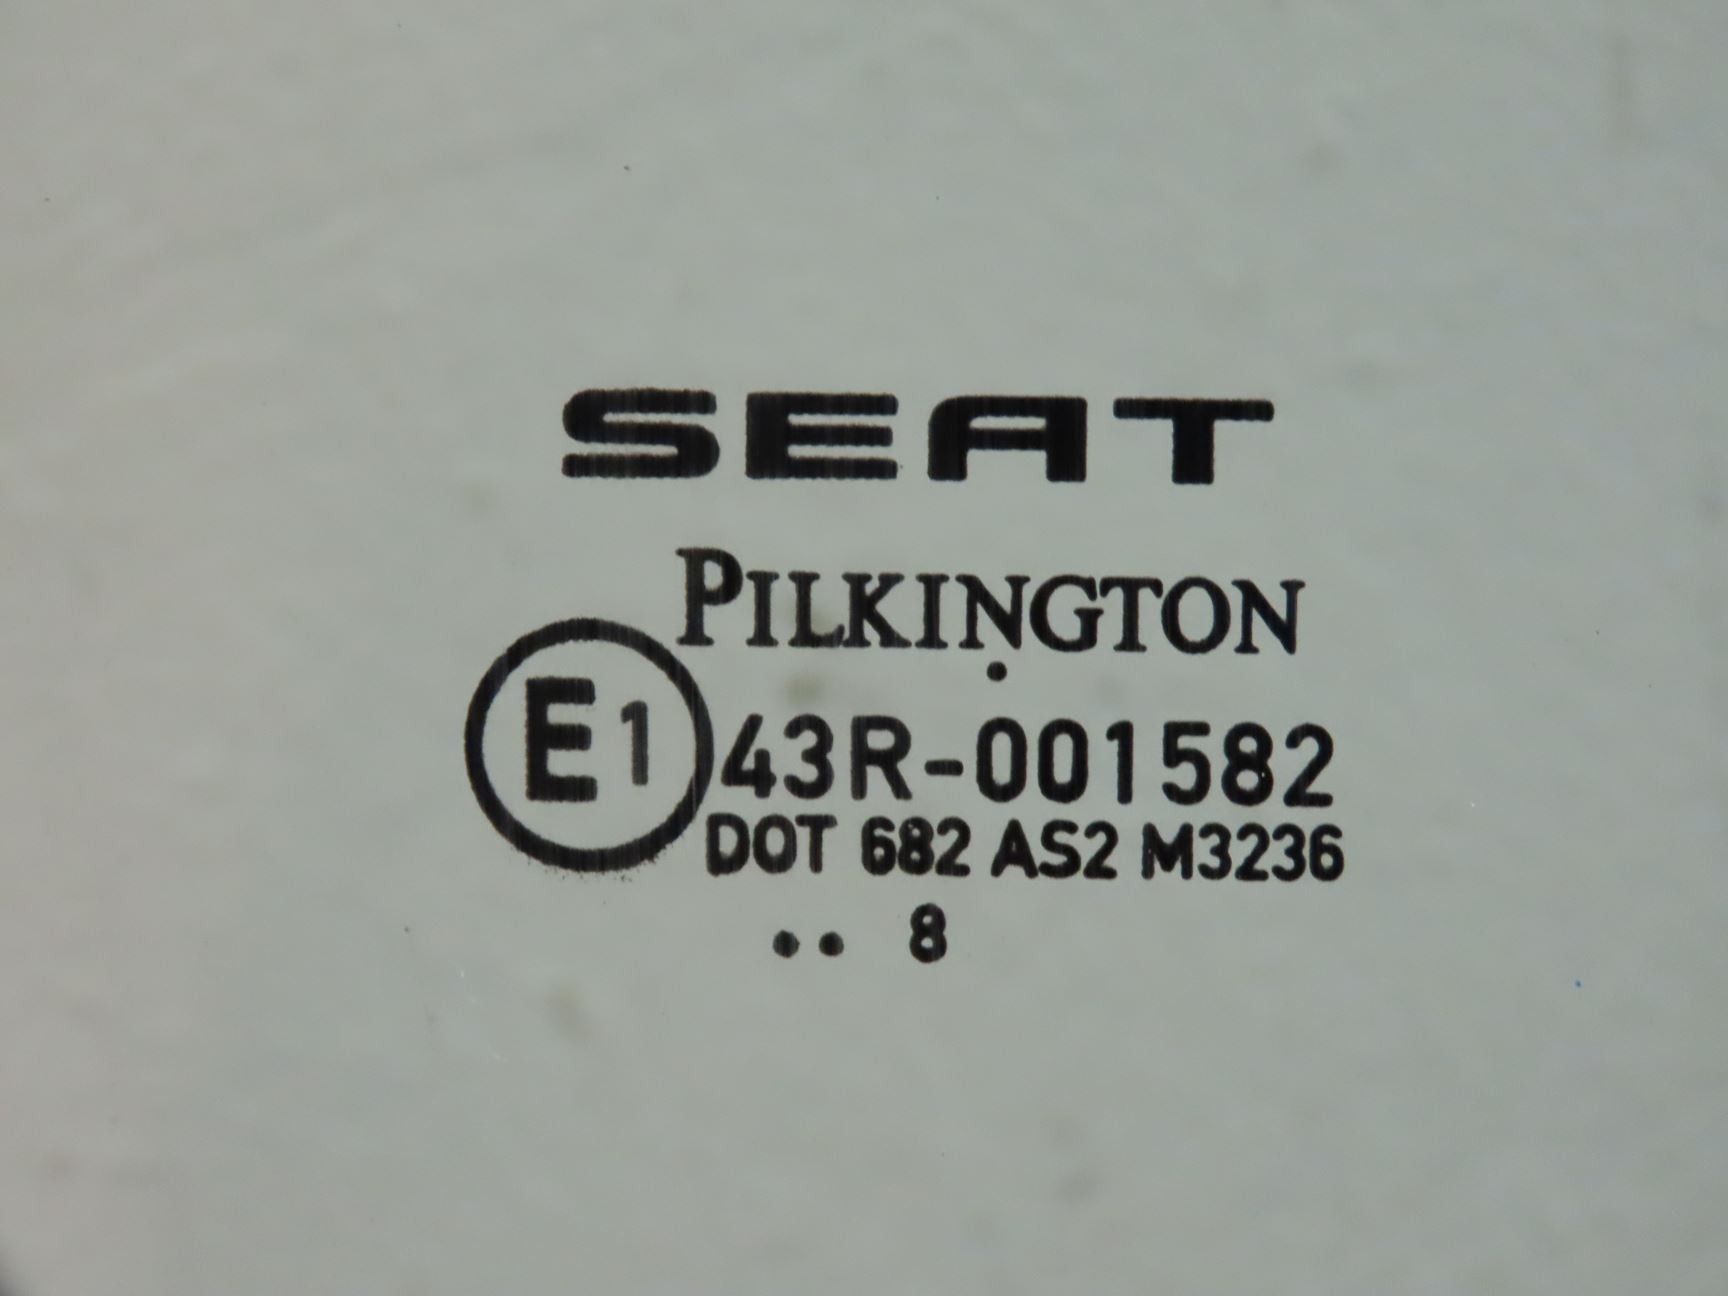 SEAT
PILKINGTON
E1 43R-001582
DOT 682 AS2 M3236
.. 8